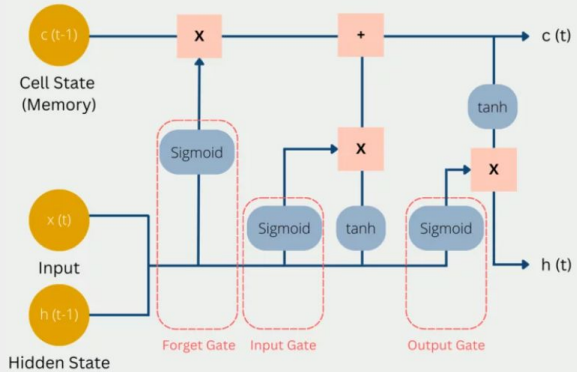 c (t-1)
X
+
c (t)
Cell State
(Memory)
tanh
Sigmoid
X
X
x (t)
Sigmoid
tanh
Sigmoid
Input
h (t)
h (t-1)
Forget Gate
Input Gate
Output Gate
Hidden State